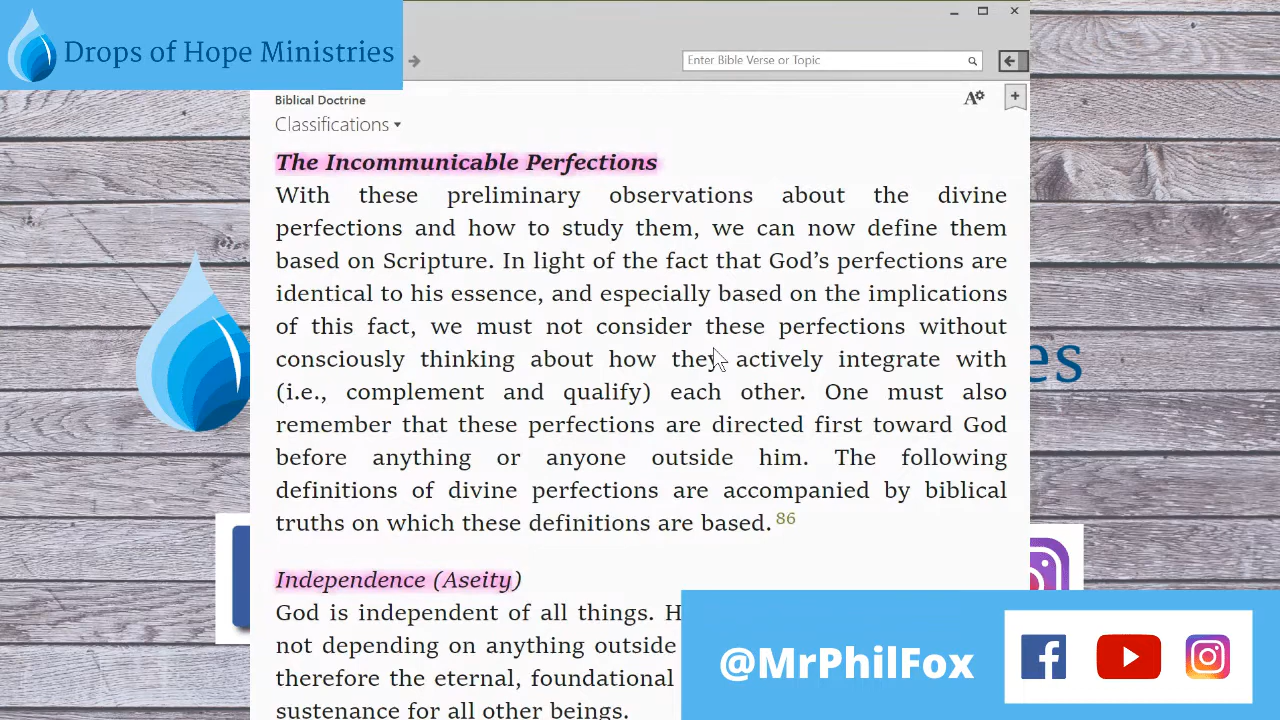 Drops of Hope Ministries
Enter Bible Verse or Topic
Biblical Doctrine
Classifications
The Incommunicable Perfections
With these preliminary observations about the divine
perfections and how to study them, we can now define them
based on Scripture. In light of the fact that God’s perfections are
identical to his essence, and especially based on the implications
of this fact, we must not consider these perfections without
consciously thinking about how they actively integrate with
(i.e., complement and qualify) each other. One must also
remember that these perfections are directed first toward God
before anything or anyone outside him. The following
definitions of divine perfections are accompanied by biblical
truths on which these definitions are based. 86
Independence (Aseity)
God is independent of all things. H
not depending on anything outside
therefore the eternal, foundational
sustenance for all other beings.
es
@MrPhilFox